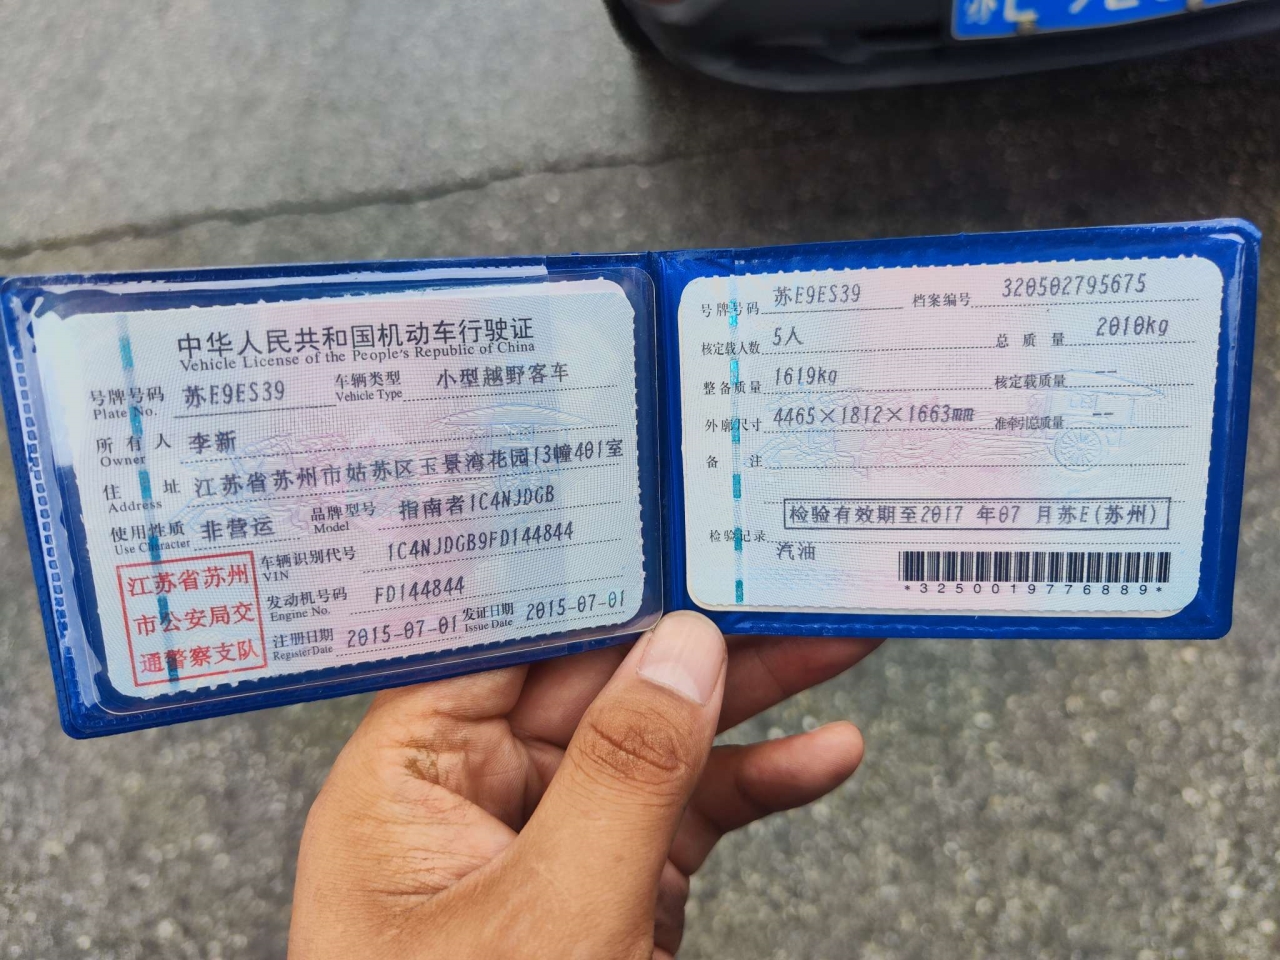 中华人民共和国机动车行驶证
Vehicle License of the People's Republic of China
号牌号码 苏E9ES39 车辆类型 小型越野客车
Plate No. Vehicle Type
所有人 李新
Owner
住址 江苏省苏州市姑苏区玉景湾花园13幢401室
Address
使用性质 非营运 品牌型号 指南者1C4NJDGB
Use Character Model
车辆识别代号 1C4NJDGB9FD144844
VIN
发动机号码 FD144844
Engine No.
注册日期 2015-07-01 发证日期 2015-07-01
Register Date Issue Date
江苏省苏州
市公安局交
通警察支队
号牌号码 苏E9ES39 档案编号 320502795675
核定载人数 5人 总质量 2010kg
整备质量 1619kg 核定载质量 --
外廓尺寸 4465×1812×1663mm 准牵引总质量 --
备注
检验有效期至2017年07月苏E(苏州)
检验记录
汽油
*3250019776889*